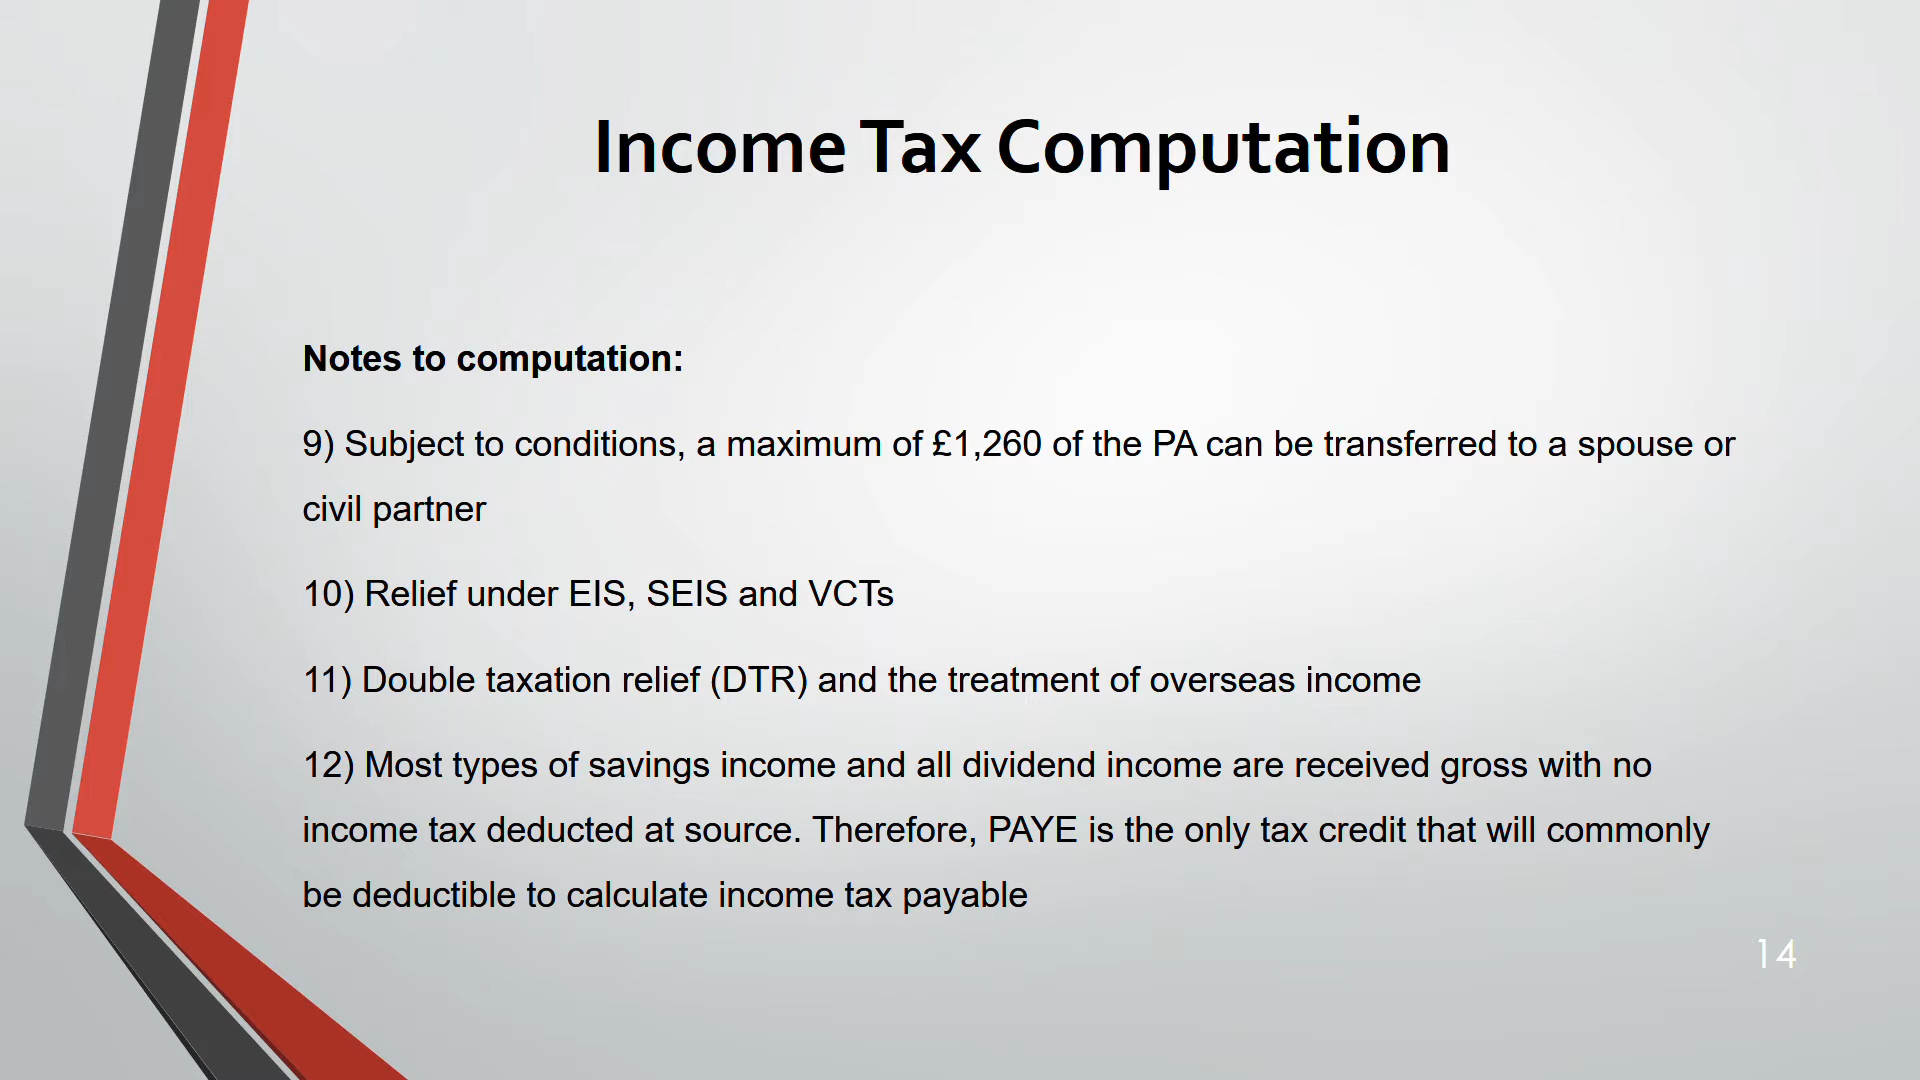 Income Tax Computation
Notes to computation:
9) Subject to conditions, a maximum of £1,260 of the PA can be transferred to a spouse or
civil partner
10) Relief under EIS, SEIS and VCTs
11) Double taxation relief (DTR) and the treatment of overseas income
12) Most types of savings income and all dividend income are received gross with no
income tax deducted at source. Therefore, PAYE is the only tax credit that will commonly
be deductible to calculate income tax payable
14